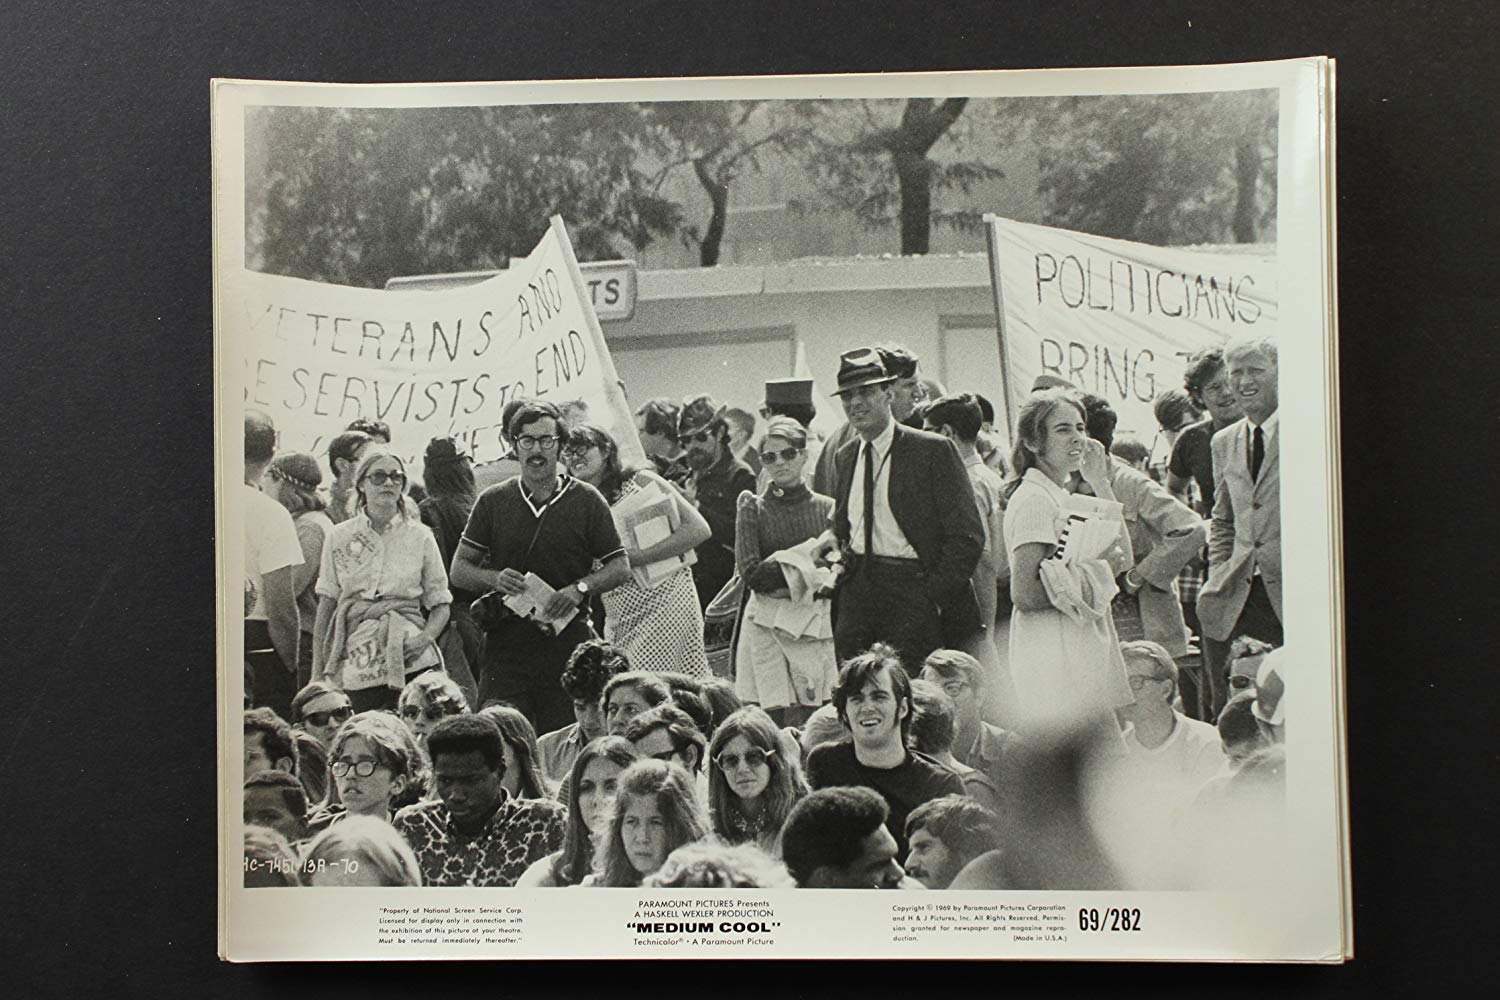 TS
VETERANS AND
RESERVISTS TO END
THE
POLITICIANS
BRING
HC-7451-13A-70
"Property of National Screen Service Corp.
Licensed for display only in connection with
the exhibition of this picture at your theatre.
Must be returned immediately thereafter."
PARAMOUNT PICTURES Presents
A HASKELL WEXLER PRODUCTION
"MEDIUM COOL"
Technicolor® • A Paramount Picture
Copyright © 1969 by Paramount Pictures Corporation
and H & J Pictures, Inc. All Rights Reserved. Permis-
sion granted for newspaper and magazine repro-
duction.
(Made in U.S.A.)
69/282